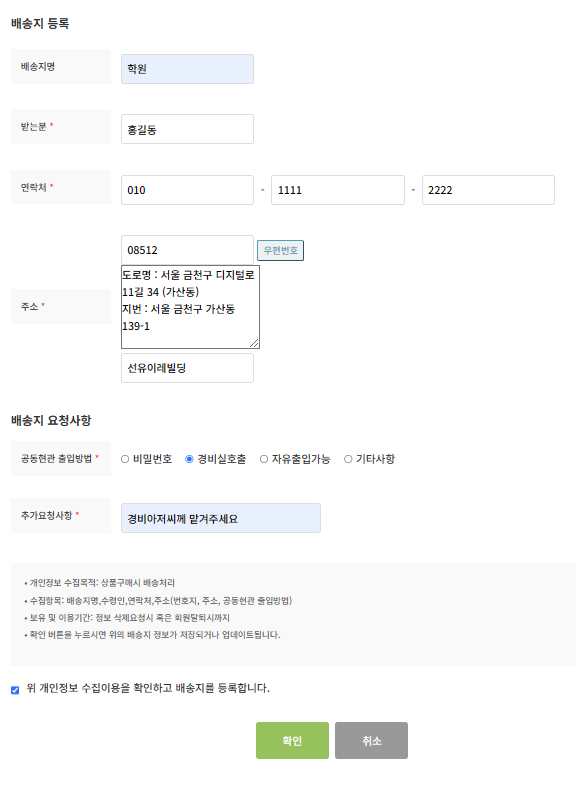 배송지 등록
배송지명
학원
받는분 *
홍길동
연락처 *
010 - 1111 - 2222
08512 우편번호
주소 *
도로명 : 서울 금천구 디지털로
11길 34 (가산동)
지번 : 서울 금천구 가산동
139-1
선유이레빌딩
배송지 요청사항
공동현관 출입방법 * 비밀번호 경비실호출 자유출입가능 기타사항
추가요청사항 * 경비아저씨께 맡겨주세요
• 개인정보 수집목적: 상품구매시 배송처리
• 수집항목: 배송지명,수령인,연락처,주소(번호지, 주소, 공동현관 출입방법)
• 보유 및 이용기간: 정보 삭제요청시 혹은 회원탈퇴시까지
• 확인 버튼을 누르시면 위의 배송지 정보가 저장되거나 업데이트됩니다.
위 개인정보 수집이용을 확인하고 배송지를 등록합니다.
확인 취소